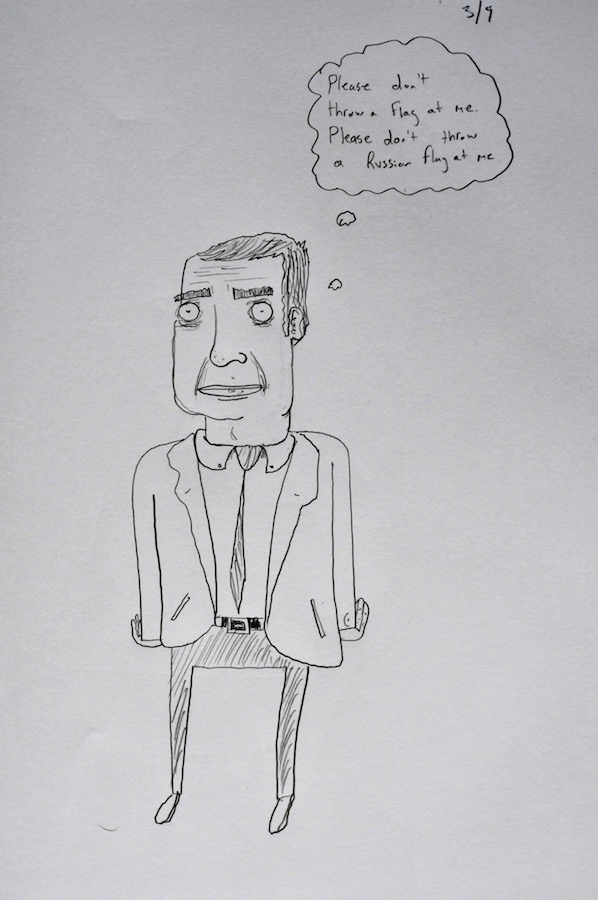 3/9
Please don't
throw a flag at me.
Please don't throw
a Russian flag at me